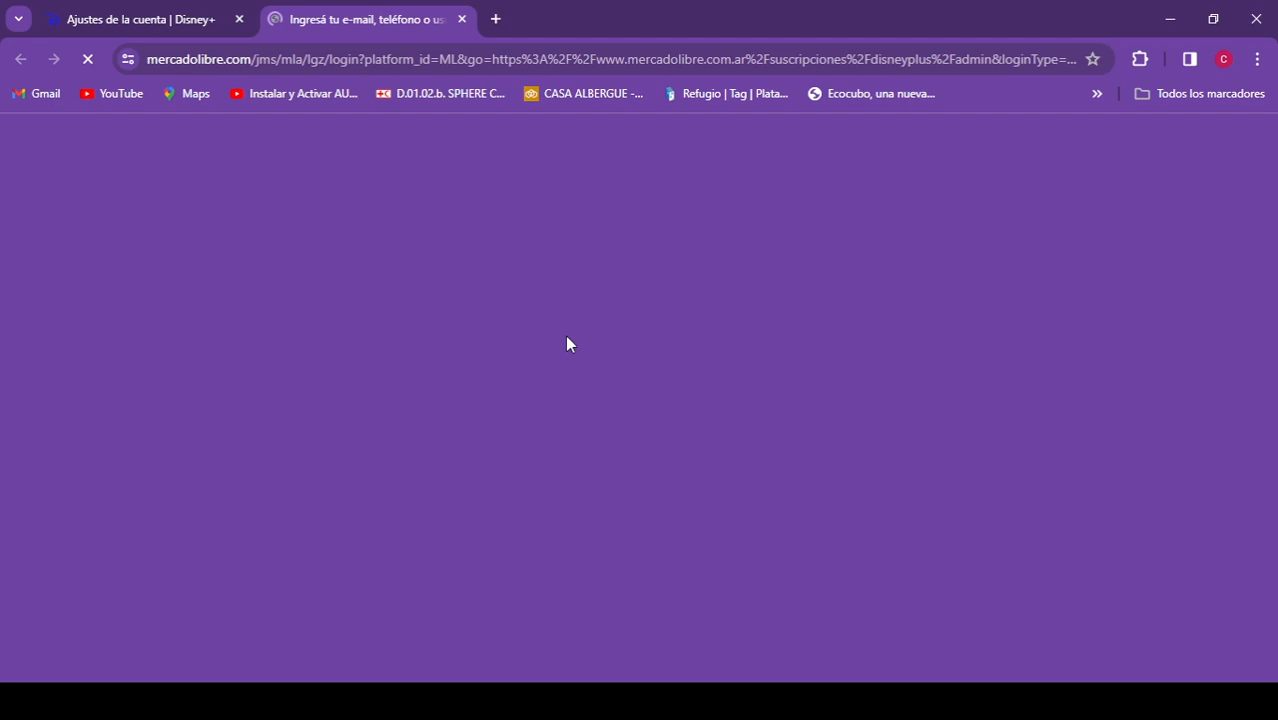 Ajustes de la cuenta | Disney+
Ingresá tu e-mail, teléfono o us
mercadolibre.com/jms/mla/lgz/login?platform_id=ML&go=https%3A%2F%2Fwww.mercadolibre.com.ar%2Fsuscripciones%2Fdisneyplus%2Fadmin&loginType=...
C
Gmail
YouTube
Maps
Instalar y Activar AU...
D.01.02.b. SPHERE C...
CASA ALBERGUE -...
Refugio | Tag | Plata...
Ecocubo, una nueva...
»
Todos los marcadores